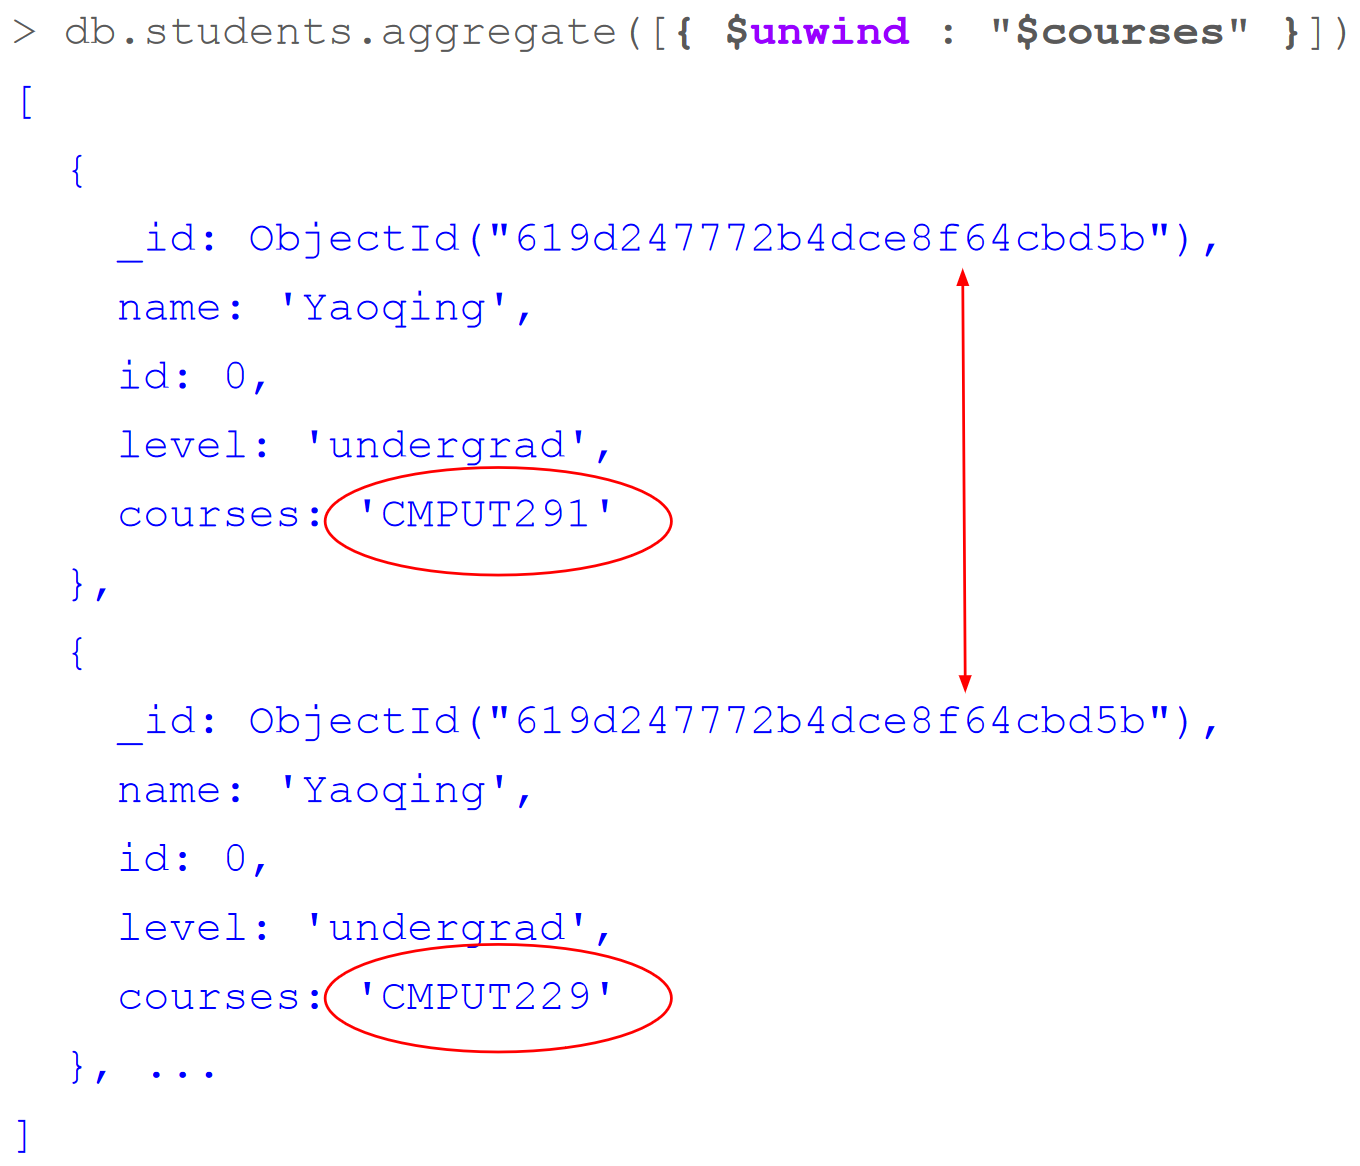 > db.students.aggregate([{ $unwind : "$courses" }])
[
  {
    _id: ObjectId("619d247772b4dce8f64cbd5b"),
    name: 'Yaoqing',
    id: 0,
    level: 'undergrad',
    courses: 'CMPUT291'
  },
  {
    _id: ObjectId("619d247772b4dce8f64cbd5b"),
    name: 'Yaoqing',
    id: 0,
    level: 'undergrad',
    courses: 'CMPUT229'
  }, ...
]